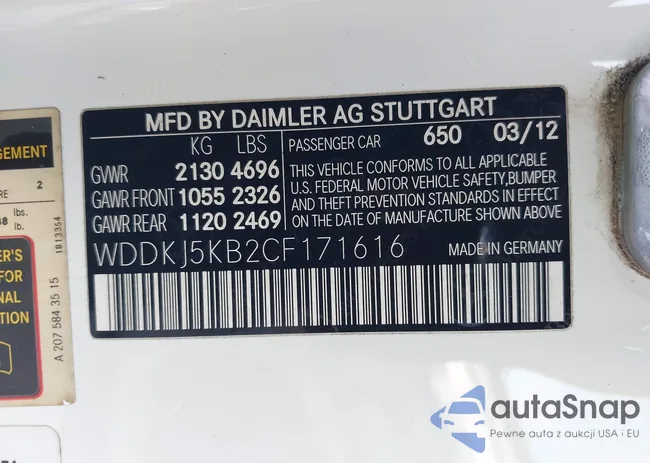 MFD BY DAIMLER AG STUTTGART
KG LBS PASSENGER CAR 650 03/12
GVWR 2130 4696
GAWR FRONT 1055 2326
GAWR REAR 1120 2469
THIS VEHICLE CONFORMS TO ALL APPLICABLE
U.S. FEDERAL MOTOR VEHICLE SAFETY,BUMPER
AND THEFT PREVENTION STANDARDS IN EFFECT
ON THE DATE OF MANUFACTURE SHOWN ABOVE
WDDKJ5KB2CF171616 MADE IN GERMANY
GEMENT
RE 2
lbs.
lb.
ER'S
FOR
NAL
TION
A 207 584 35 15 1813354
autaSnap
Pewne auta z aukcji USA i EU